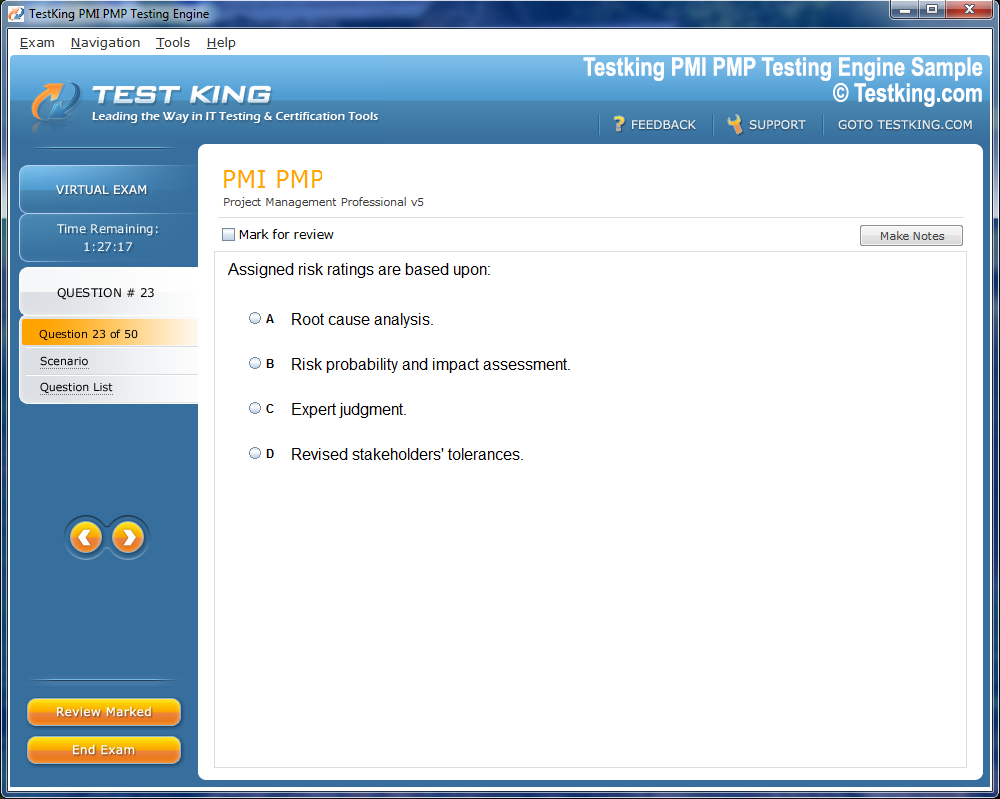 TestKing PMI PMP Testing Engine
Exam Navigation Tools Help
Testking PMI PMP Testing Engine Sample
© Testking.com
TEST KING
Leading the Way in IT Testing & Certification Tools
? FEEDBACK SUPPORT GOTO TESTKING.COM
VIRTUAL EXAM
Time Remaining:
1:27:17
QUESTION # 23
Question 23 of 50
Scenario
Question List
Review Marked
End Exam
PMI PMP
Project Management Professional v5
Mark for review
Make Notes
Assigned risk ratings are based upon:
A Root cause analysis.
B Risk probability and impact assessment.
C Expert judgment.
D Revised stakeholders' tolerances.